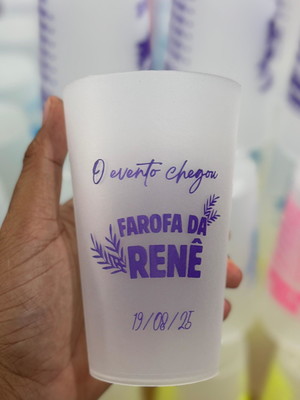 O evento chegou
FAROFA DA
RENÊ
19/08/25